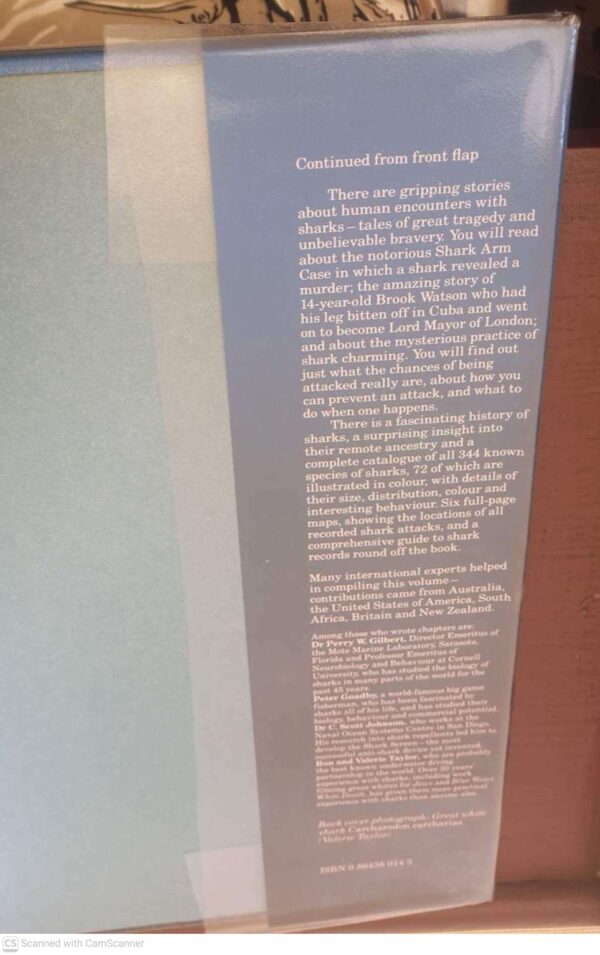 Continued from front flap
There are gripping stories
about human encounters with
sharks – tales of great tragedy and
unbelievable bravery. You will read
about the notorious Shark Arm
Case in which a shark revealed a
murder; the amazing story of
14-year-old Brook Watson who had
his leg bitten off in Cuba and went
on to become Lord Mayor of London;
and about the mysterious practice of
shark charming. You will find out
just what the chances of being
attacked really are, about how you
can prevent an attack, and what to
do when one happens.
There is a fascinating history of
sharks, a surprising insight into
their remote ancestry and a
complete catalogue of all 344 known
species of sharks, 72 of which are
illustrated in colour, with details of
their size, distribution, colour and
interesting behaviour. Six full-page
maps, showing the locations of all
recorded shark attacks, and a
comprehensive guide to shark
records round off the book.
Many international experts helped
in compiling this volume –
contributions came from Australia,
the United States of America, South
Africa, Britain and New Zealand.
Among those who wrote chapters are:
Dr Perry W. Gilbert, Director Emeritus of
the Mote Marine Laboratory, Sarasota,
Florida and Professor Emeritus of
Neurobiology and Behaviour at Cornell
University, who has studied the biology of
sharks in many parts of the world for the
past 45 years.
Peter Goadby, a world-famous big game
fisherman, who has been fascinated by
sharks all of his life, and has studied their
biology, behaviour and commercial potential.
Dr C. Scott Johnson, who works at the
Naval Ocean Systems Centre in San Diego.
His research into shark repellents led him to
develop the Shark Screen – the most
successful anti-shark device yet invented.
Ron and Valerie Taylor, who are probably
the best known underwater diving
partnership in the world. Over 20 years'
experience with sharks, including work
filming great whites for Jaws and Blue Water
White Death, has given them more practical
experience with sharks than anyone else.
Back cover photograph: Great white
shark Carcharodon carcharias
(Valerie Taylor)
ISBN 0 86438 014 3
CS Scanned with CamScanner